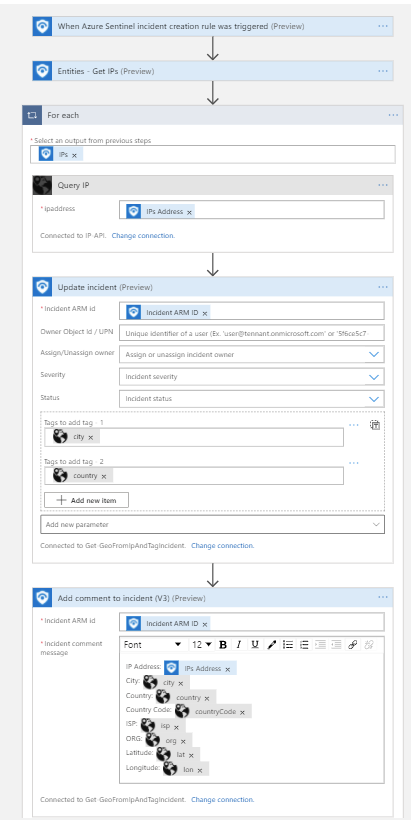 When Azure Sentinel incident creation rule was triggered (Preview)
Entities - Get IPs (Preview)
For each
* Select an output from previous steps
IPs ×
Query IP
* ipaddress
IPs Address ×
Connected to IP-API. Change connection.
Update incident (Preview)
* Incident ARM id
Incident ARM ID ×
Owner Object Id / UPN
Unique identifier of a user (Ex. 'user@tennant.onmicrosoft.com' or '5f6ce5c7-
Assign/Unassign owner
Assign or unassign incident owner
Severity
Incident severity
Status
Incident status
Tags to add tag - 1
city ×
Tags to add tag - 2
country ×
Add new item
Add new parameter
Connected to Get-GeoFromIpAndTagIncident. Change connection.
Add comment to incident (V3) (Preview)
* Incident ARM id
Incident ARM ID ×
* Incident comment message
Font 12 B I U
IP Address: IPs Address ×
City: city ×
Country: country ×
Country Code: countryCode ×
ISP: isp ×
ORG: org ×
Latitude: lat ×
Longitude: lon ×
Connected to Get-GeoFromIpAndTagIncident. Change connection.